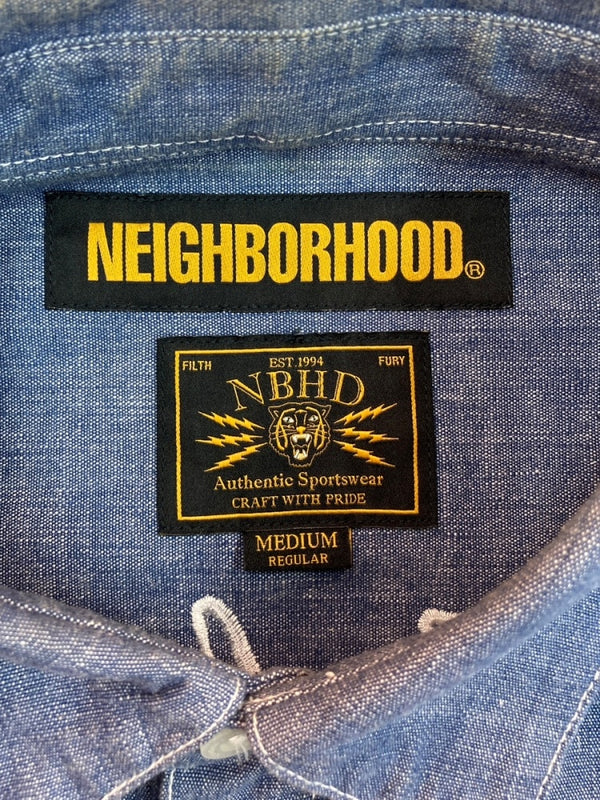 NEIGHBORHOOD®
EST.1994
FILTH FURY
NBHD
Authentic Sportswear
CRAFT WITH PRIDE
MEDIUM
REGULAR